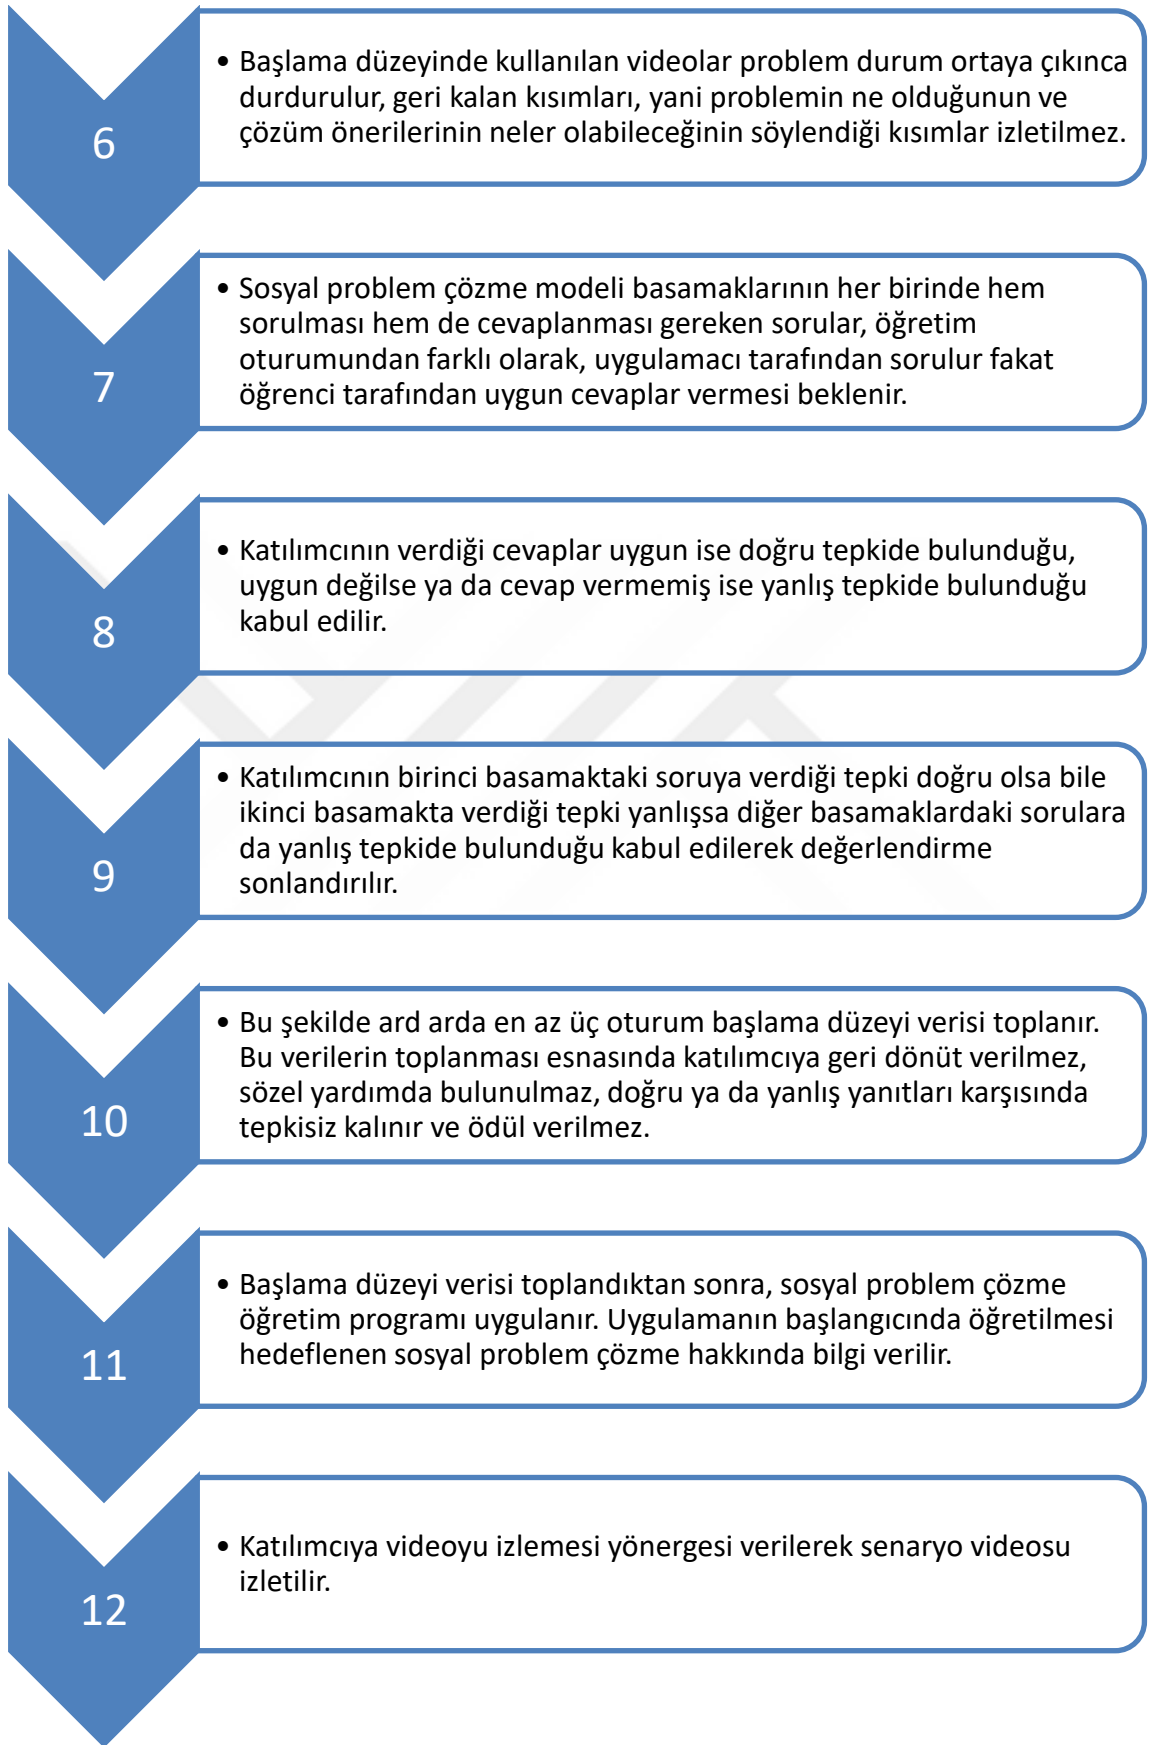 6
• Başlama düzeyinde kullanılan videolar problem durum ortaya çıkınca
durdurulur, geri kalan kısımları, yani problemin ne olduğunun ve
çözüm önerilerinin neler olabileceğinin söylendiği kısımlar izletilmez.
7
• Sosyal problem çözme modeli basamaklarının her birinde hem
sorulması hem de cevaplanması gereken sorular, öğretim
oturumundan farklı olarak, uygulamacı tarafından sorulur fakat
öğrenci tarafından uygun cevaplar vermesi beklenir.
8
• Katılımcının verdiği cevaplar uygun ise doğru tepkide bulunduğu,
uygun değilse ya da cevap vermemiş ise yanlış tepkide bulunduğu
kabul edilir.
9
• Katılımcının birinci basamaktaki soruya verdiği tepki doğru olsa bile
ikinci basamakta verdiği tepki yanlışsa diğer basamaklardaki sorulara
da yanlış tepkide bulunduğu kabul edilerek değerlendirme
sonlandırılır.
10
• Bu şekilde ard arda en az üç oturum başlama düzeyi verisi toplanır.
Bu verilerin toplanması esnasında katılımcıya geri dönüt verilmez,
sözel yardımda bulunulmaz, doğru ya da yanlış yanıtları karşısında
tepkisiz kalınır ve ödül verilmez.
11
• Başlama düzeyi verisi toplandıktan sonra, sosyal problem çözme
öğretim programı uygulanır. Uygulamanın başlangıcında öğretilmesi
hedeflenen sosyal problem çözme hakkında bilgi verilir.
12
• Katılımcıya videoyu izlemesi yönergesi verilerek senaryo videosu
izletilir.